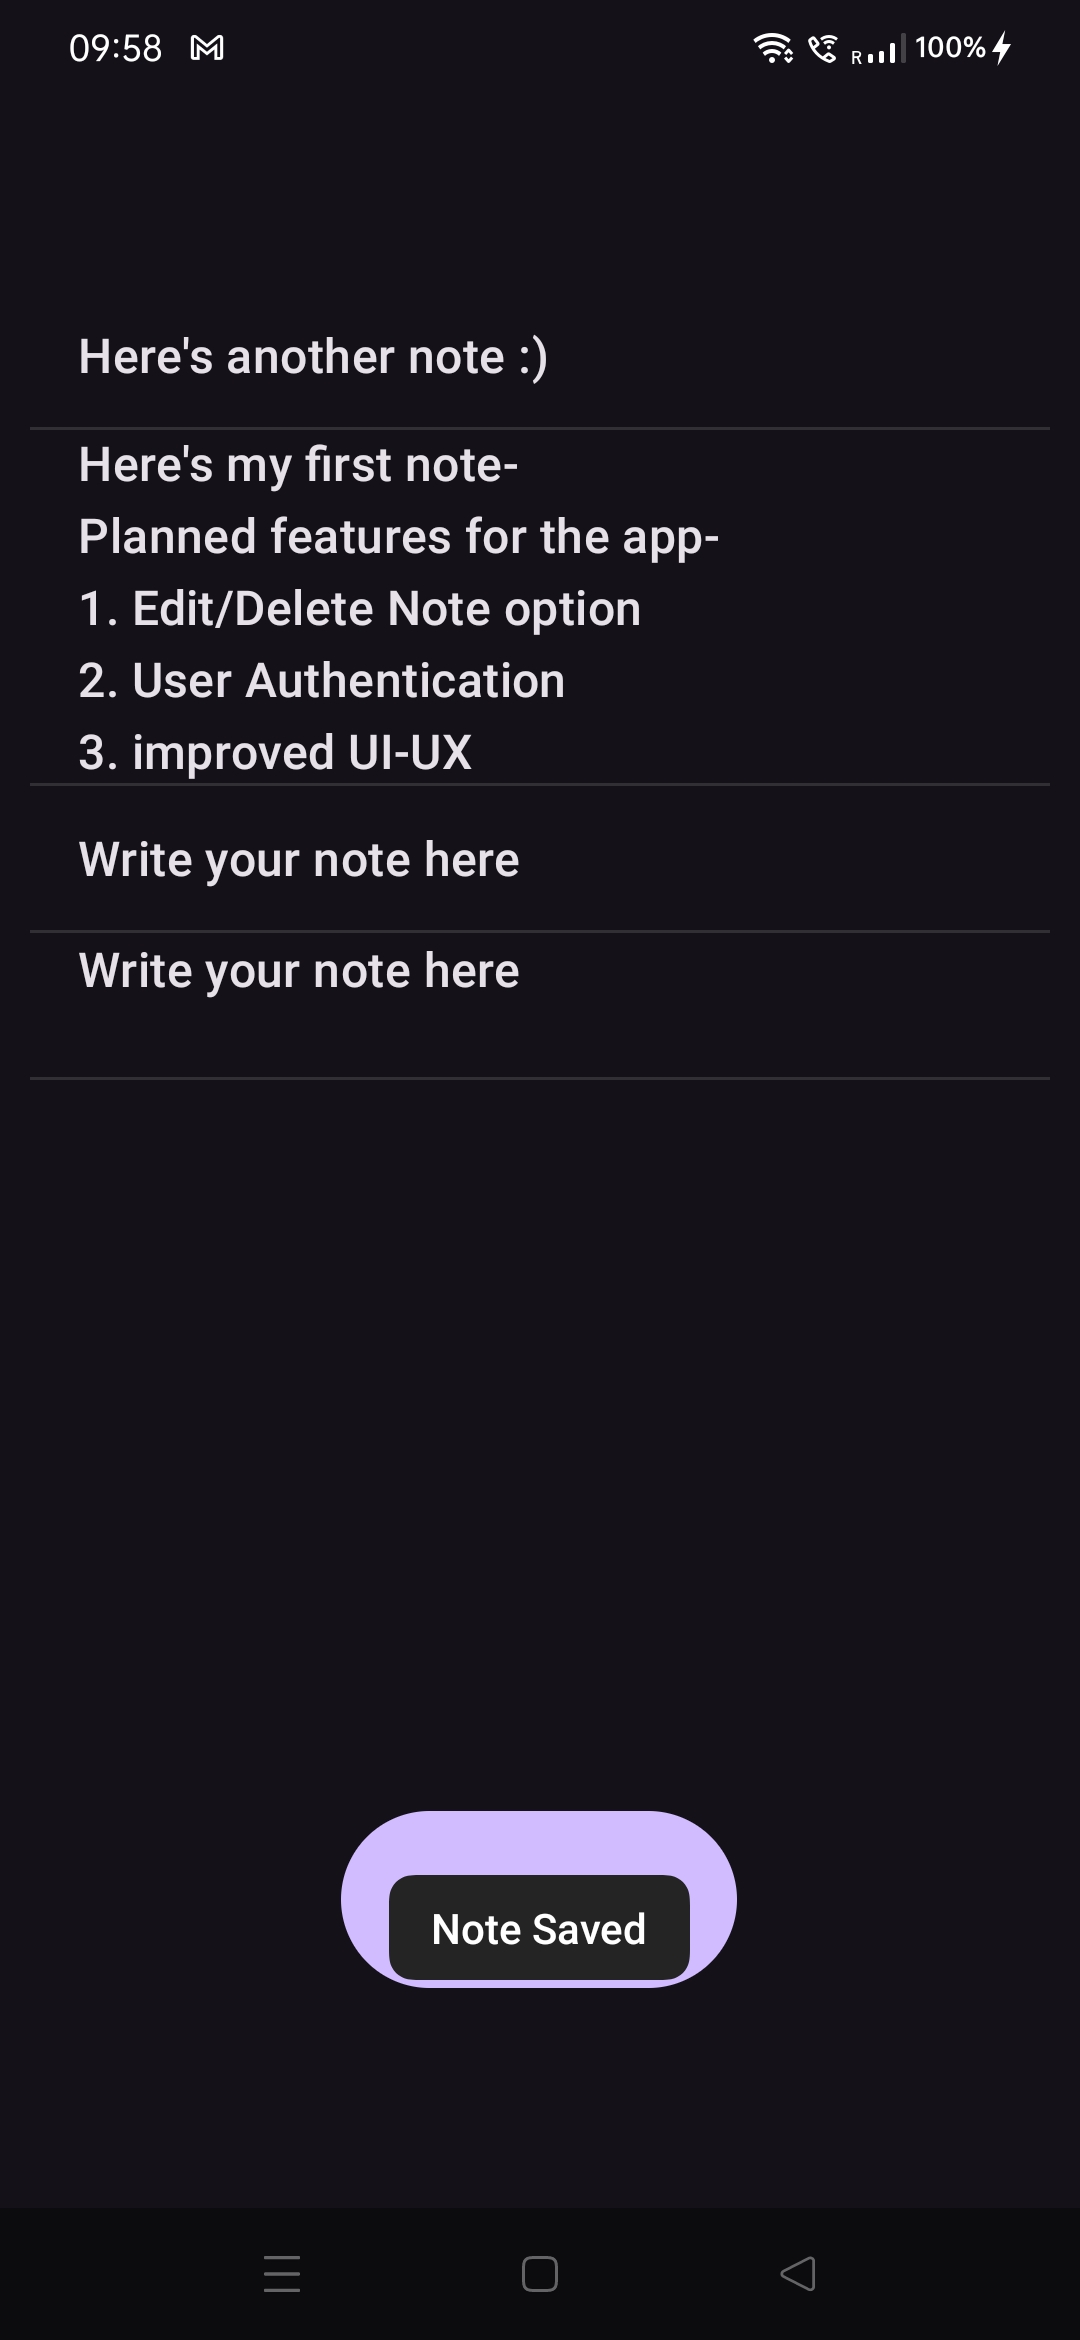 09:58
R 100%
Here's another note :)
Here's my first note-
Planned features for the app-
1. Edit/Delete Note option
2. User Authentication
3. improved UI-UX
Write your note here
Write your note here
Note Saved